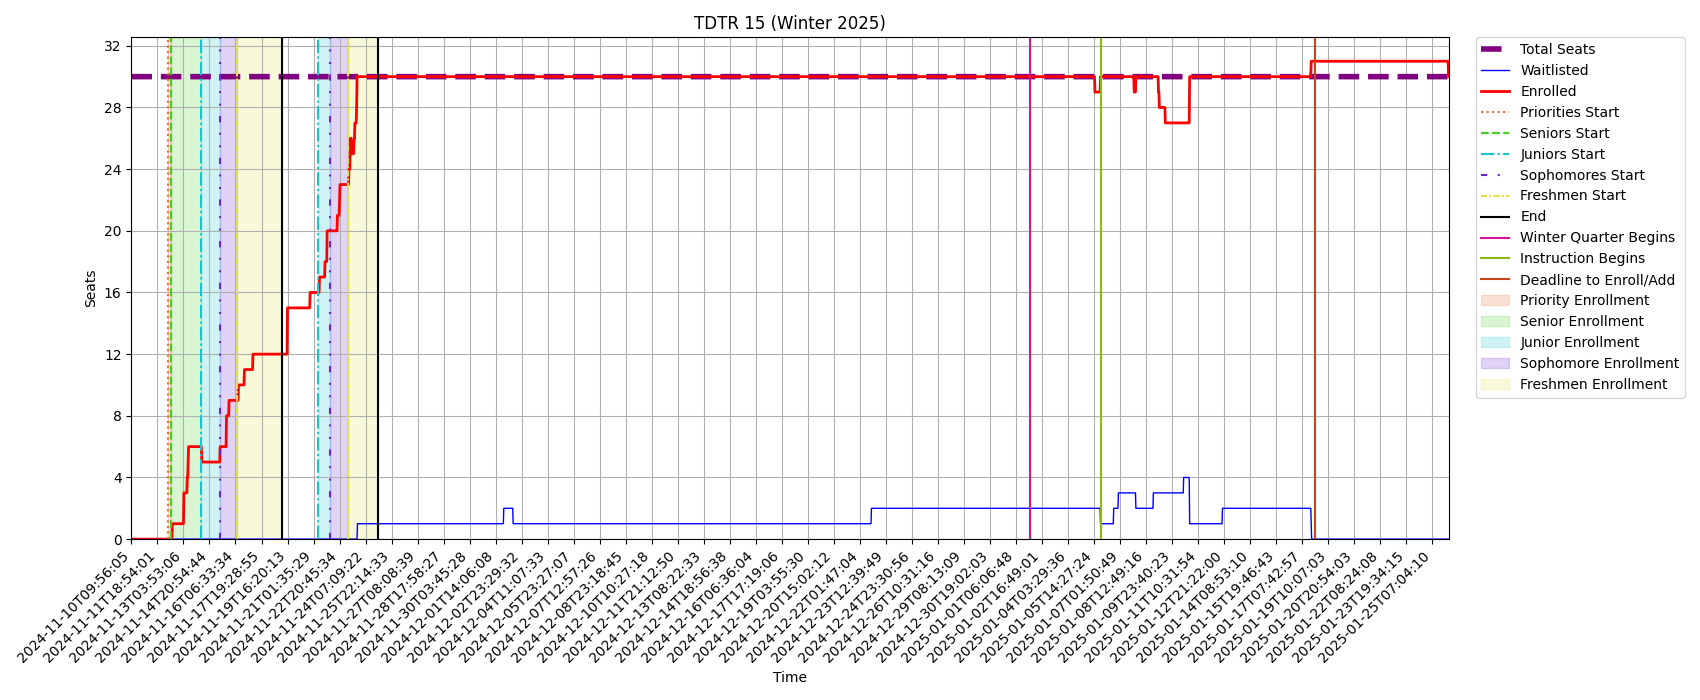 TDTR 15 (Winter 2025)
Seats
32
28
24
20
16
12
8
4
0
2024-11-10T09:56:05
2024-11-11T18:54:01
2024-11-13T03:53:06
2024-11-14T20:54:44
2024-11-16T06:33:34
2024-11-17T19:28:55
2024-11-19T16:20:13
2024-11-21T01:35:29
2024-11-22T20:45:34
2024-11-24T07:09:22
2024-11-25T22:14:33
2024-11-27T08:08:39
2024-11-28T17:58:27
2024-11-30T03:45:28
2024-12-01T14:06:08
2024-12-02T23:29:32
2024-12-04T11:07:33
2024-12-05T23:27:07
2024-12-07T12:57:26
2024-12-08T23:18:45
2024-12-10T10:27:18
2024-12-11T21:12:50
2024-12-13T08:22:33
2024-12-14T18:56:38
2024-12-16T06:36:04
2024-12-17T17:19:06
2024-12-19T03:55:30
2024-12-20T15:02:12
2024-12-22T01:47:04
2024-12-23T12:39:49
2024-12-24T23:30:56
2024-12-26T10:31:16
2024-12-29T08:13:09
2024-12-30T19:02:03
2025-01-01T06:06:48
2025-01-02T16:49:01
2025-01-04T03:29:36
2025-01-05T14:27:24
2025-01-07T01:50:49
2025-01-08T12:49:16
2025-01-09T23:40:23
2025-01-11T10:31:54
2025-01-12T21:22:00
2025-01-14T08:53:10
2025-01-15T19:46:43
2025-01-17T07:42:57
2025-01-19T10:07:03
2025-01-20T20:54:03
2025-01-22T08:24:08
2025-01-23T19:34:15
2025-01-25T07:04:10
Time
Total Seats
Waitlisted
Enrolled
Priorities Start
Seniors Start
Juniors Start
Sophomores Start
Freshmen Start
End
Winter Quarter Begins
Instruction Begins
Deadline to Enroll/Add
Priority Enrollment
Senior Enrollment
Junior Enrollment
Sophomore Enrollment
Freshmen Enrollment